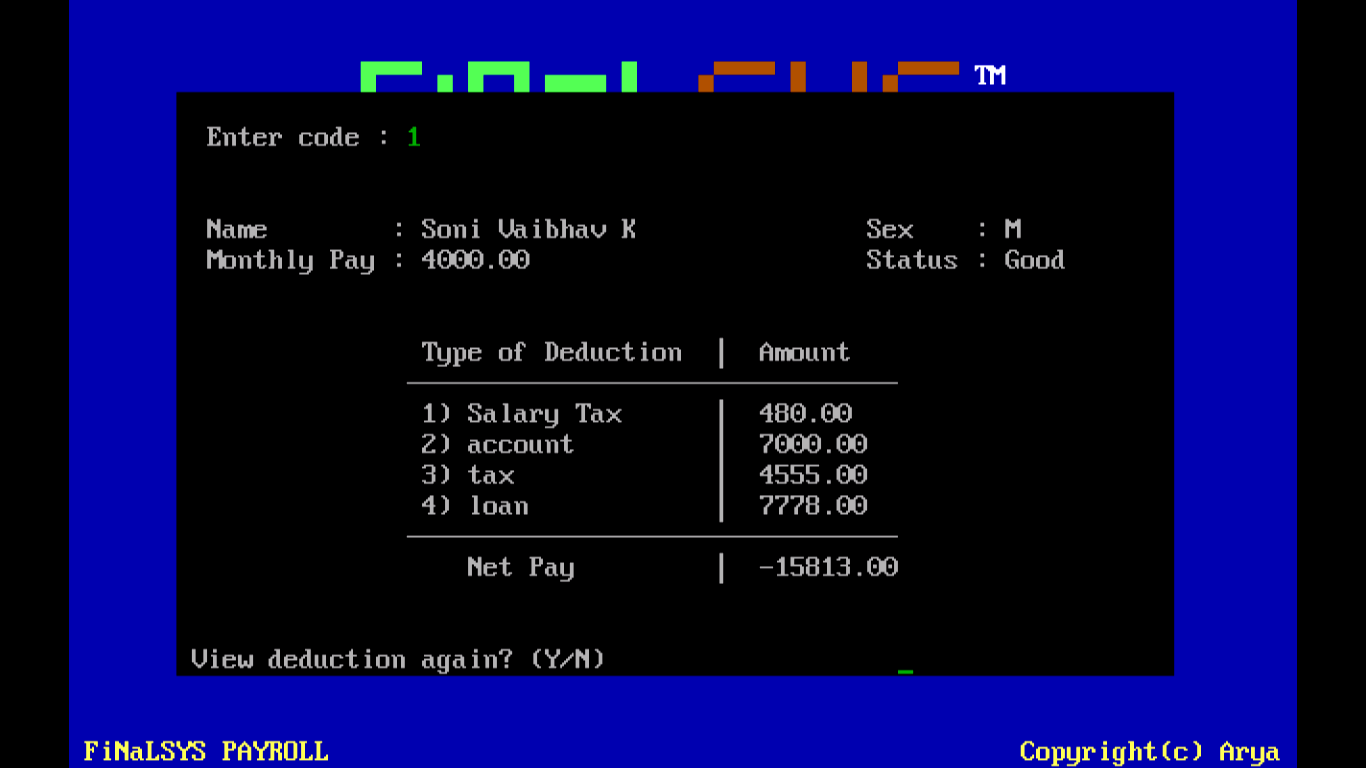 TM
Enter code : 1
Name : Soni Vaibhav K Sex : M
Monthly Pay : 4000.00 Status : Good
Type of Deduction | Amount
1) Salary Tax | 480.00
2) account | 7000.00
3) tax | 4555.00
4) loan | 7778.00
Net Pay | -15813.00
View deduction again? (Y/N)
FiNaLSYS PAYROLL Copyright(c) Arya